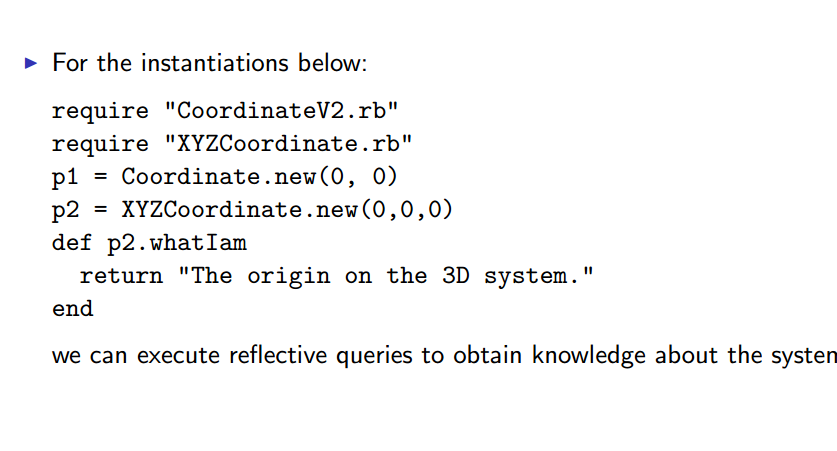 For the instantiations below:
require "CoordinateV2.rb"
require "XYZCoordinate.rb"
p1 = Coordinate.new(0, 0)
p2 = XYZCoordinate.new(0,0,0)
def p2.whatIam
  return "The origin on the 3D system."
end
we can execute reflective queries to obtain knowledge about the